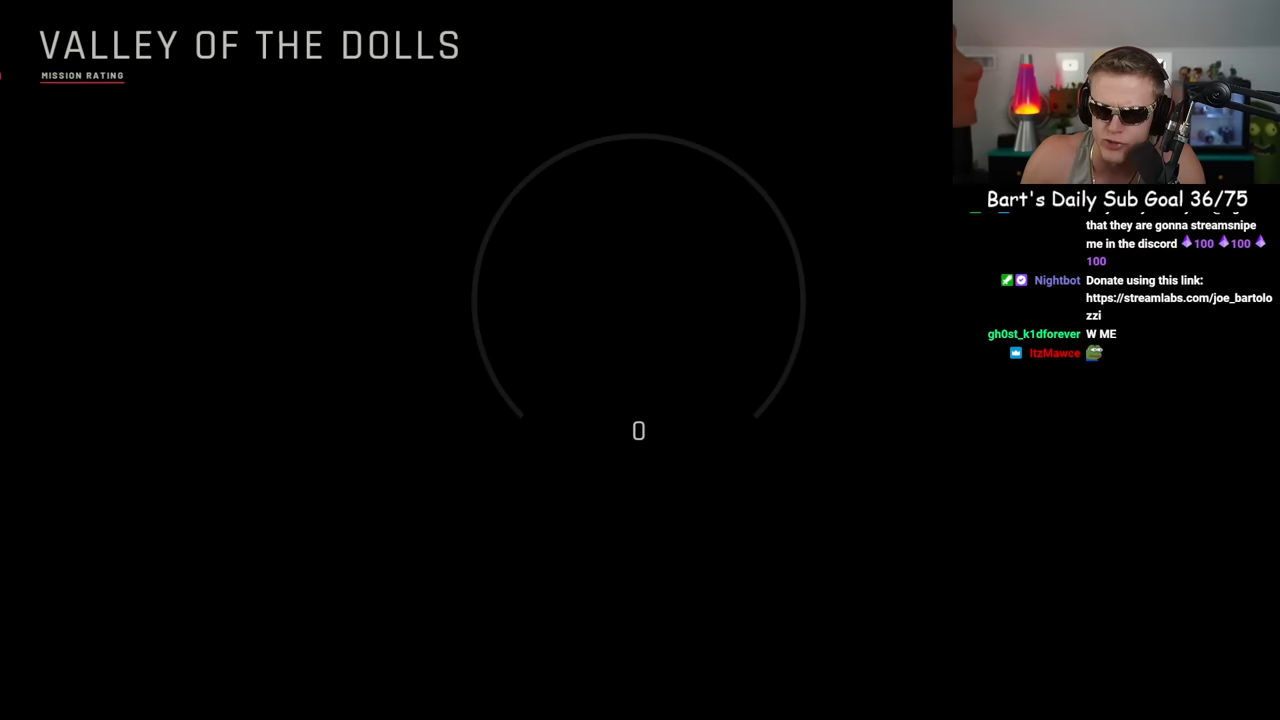 VALLEY OF THE DOLLS
MISSION RATING
0
Bart's Daily Sub Goal 36/75
that they are gonna streamsnipe
me in the discord 100 100
100
Nightbot Donate using this link:
https://streamlabs.com/joe_bartolo
zzi
gh0st_k1dforever W ME
ItzMawce